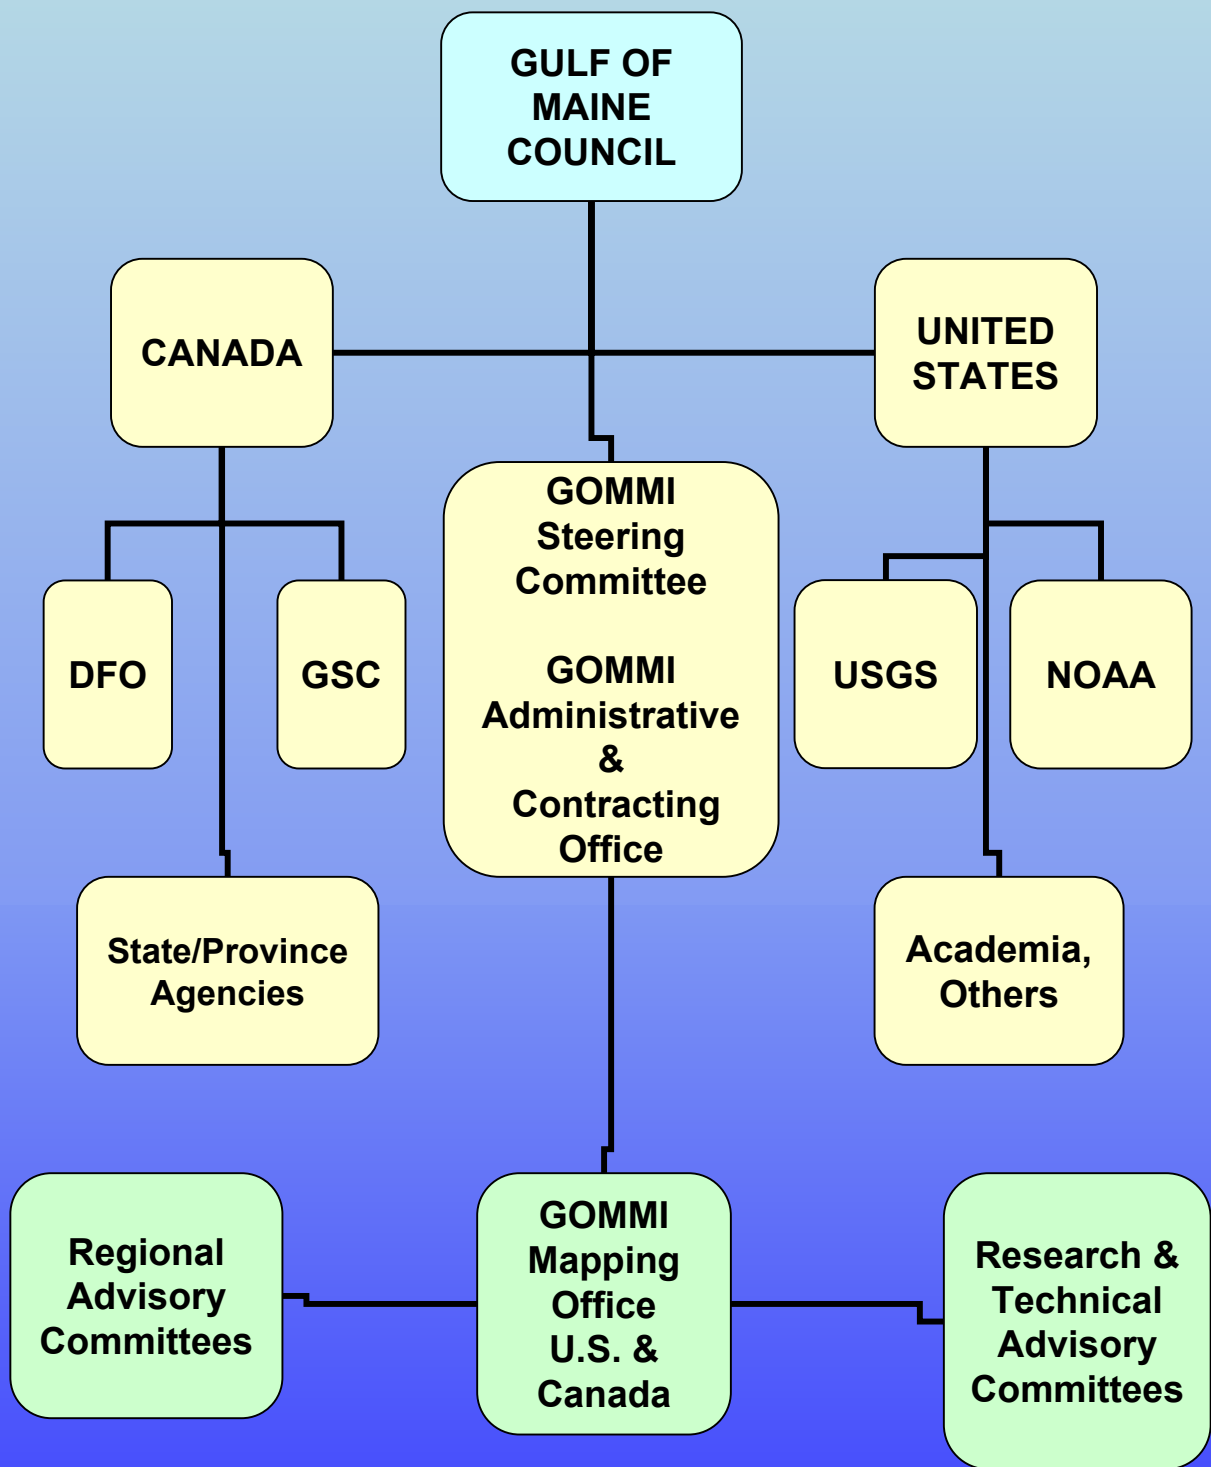 GULF OF
MAINE
COUNCIL
CANADA
UNITED
STATES
GOMMI
Steering
Committee
GOMMI
Administrative
&
Contracting
Office
DFO
GSC
USGS
NOAA
State/Province
Agencies
Academia,
Others
Regional
Advisory
Committees
GOMMI
Mapping
Office
U.S. &
Canada
Research &
Technical
Advisory
Committees